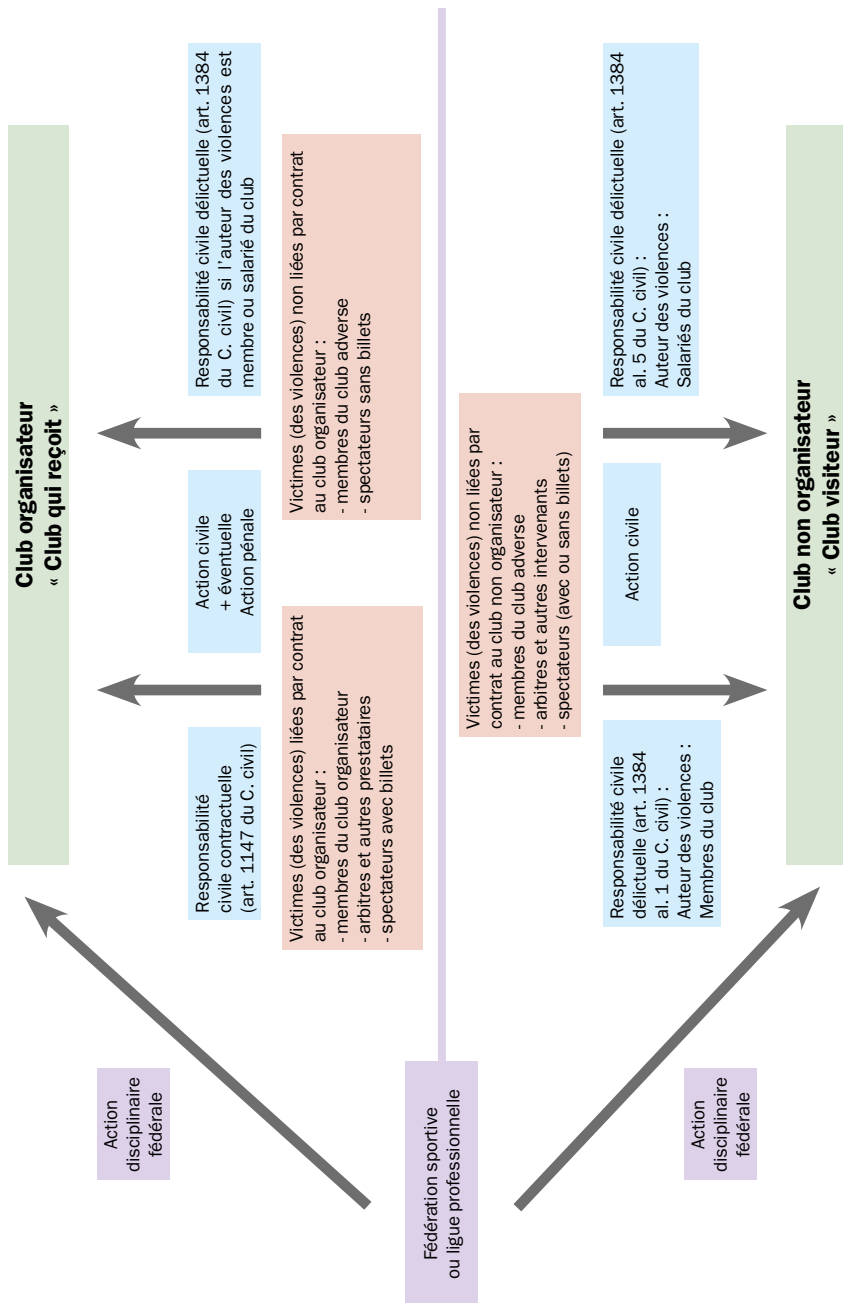 Club organisateur
« Club qui reçoit »
Action
disciplinaire
fédérale
Responsabilité
civile contractuelle
(art. 1147 du C. civil)
Action civile
+ éventuelle
Action pénale
Responsabilité civile délictuelle (art. 1384
du C. civil) si l'auteur des violences est
membre ou salarié du club
Victimes (des violences) liées par contrat
au club organisateur :
- membres du club organisateur
- arbitres et autres prestataires
- spectateurs avec billets
Victimes (des violences) non liées par contrat
au club organisateur :
- membres du club adverse
- spectateurs sans billets
Fédération sportive
ou ligue professionnelle
Victimes (des violences) non liées par
contrat au club non organisateur :
- membres du club adverse
- arbitres et autres intervenants
- spectateurs (avec ou sans billets)
Action
disciplinaire
fédérale
Responsabilité civile
délictuelle (art. 1384
al. 1 du C. civil) :
Auteur des violences :
Membres du club
Action civile
Responsabilité civile délictuelle (art. 1384
al. 5 du C. civil) :
Auteur des violences :
Salariés du club
Club non organisateur
« Club visiteur »